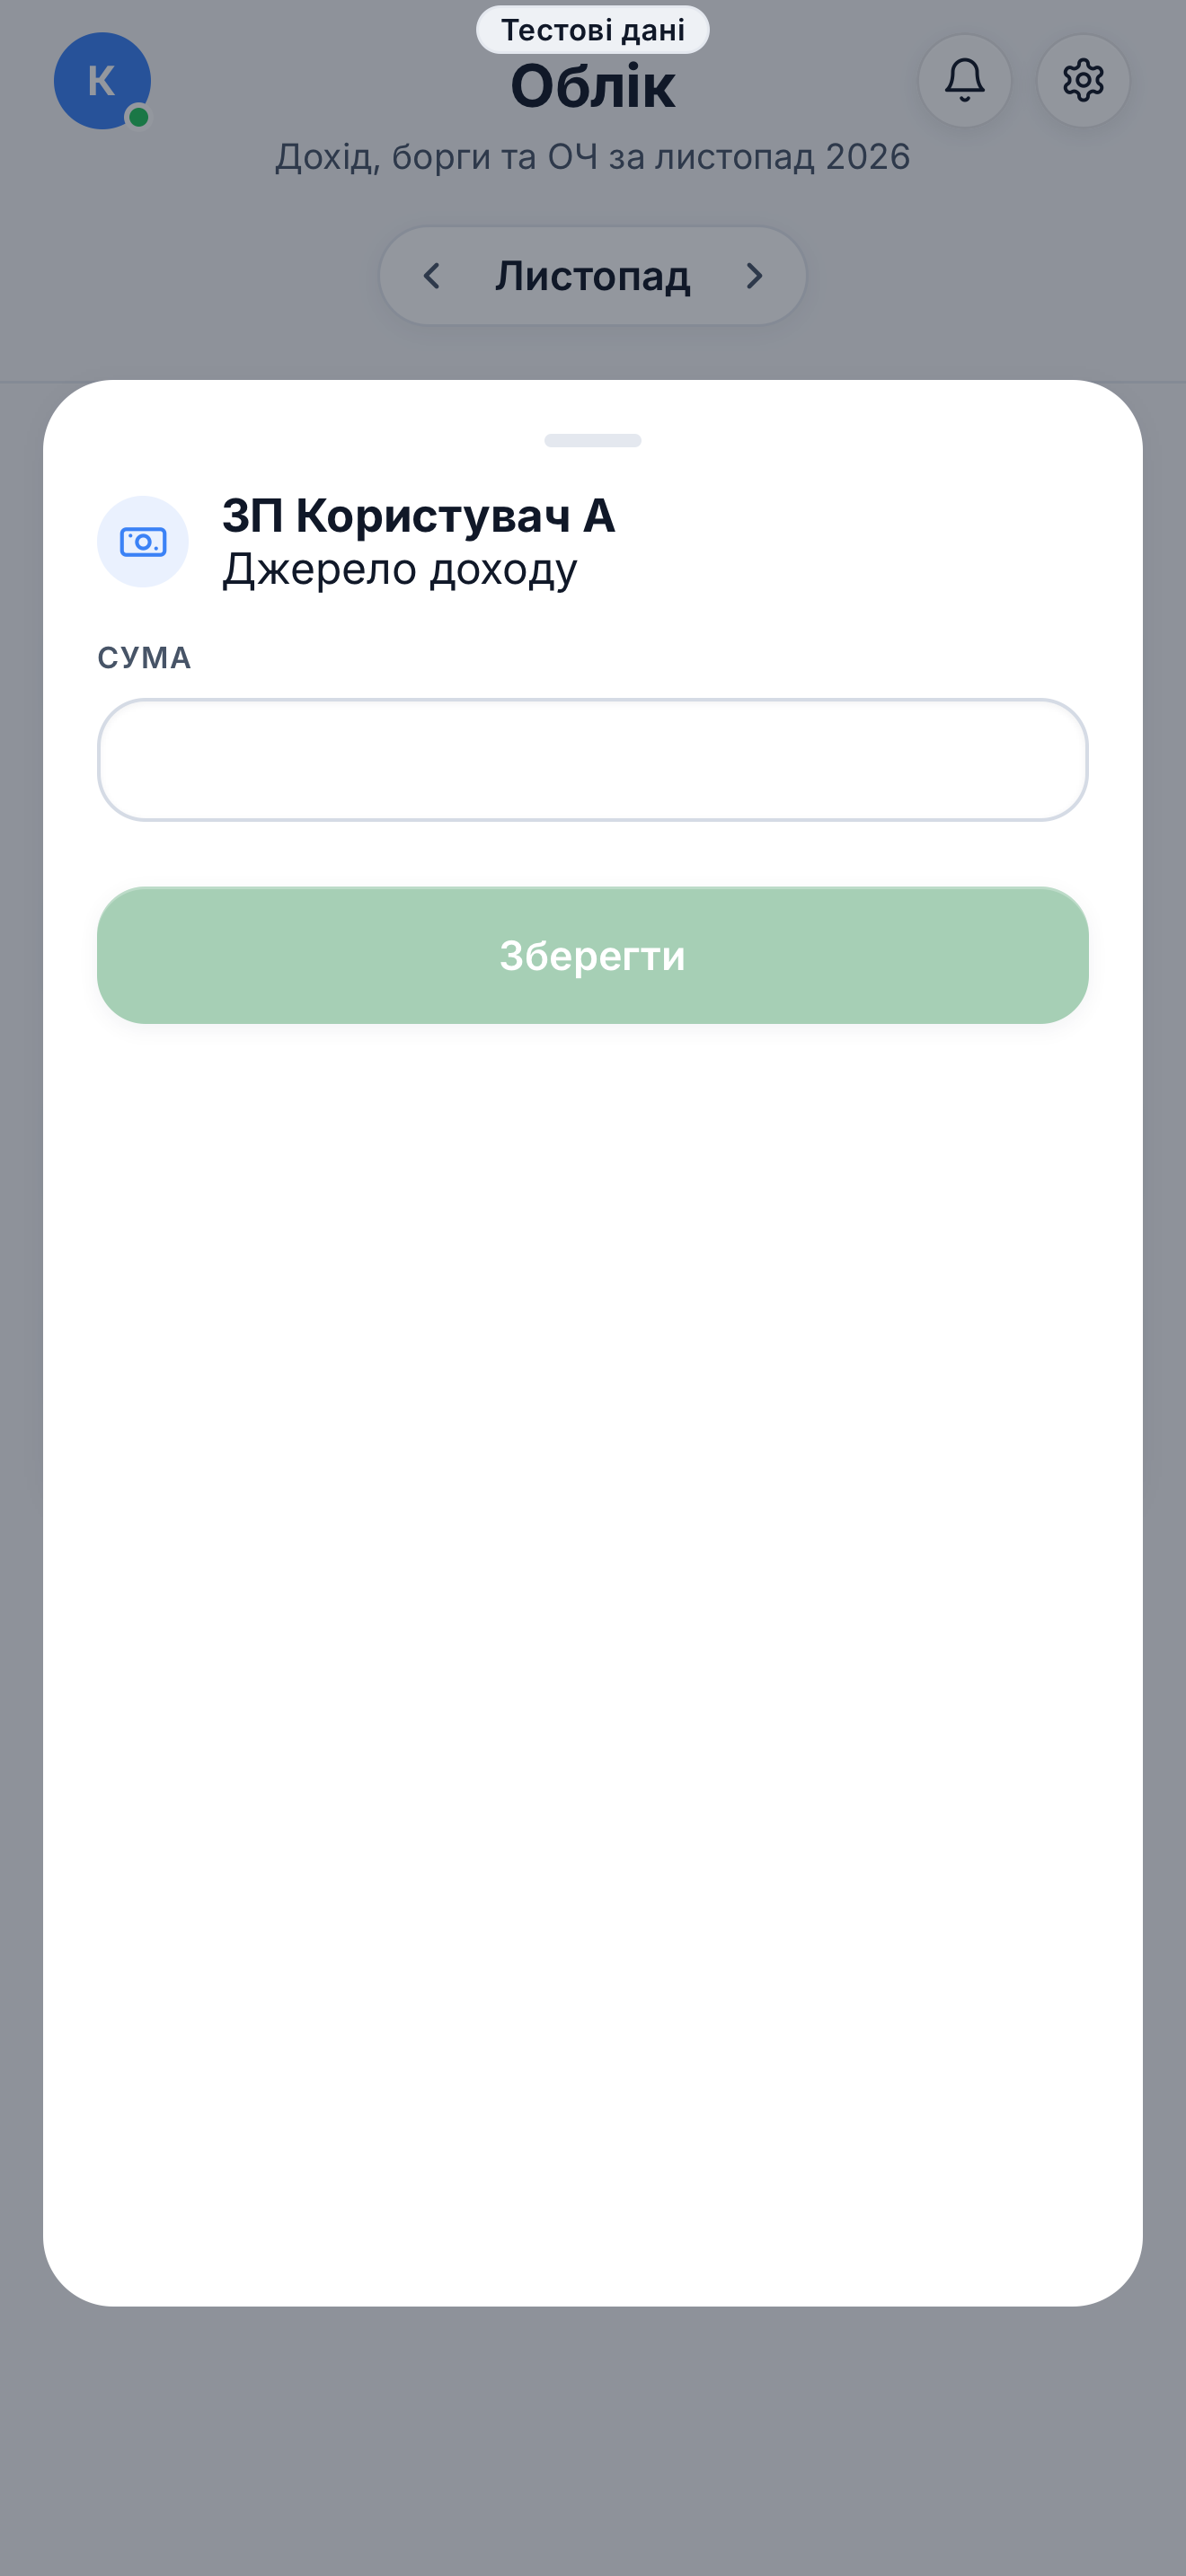 Тестові дані
К
Облік
Дохід, борги та ОЧ за листопад 2026
Листопад
ЗП Користувач А
Джерело доходу
СУМА
Зберегти